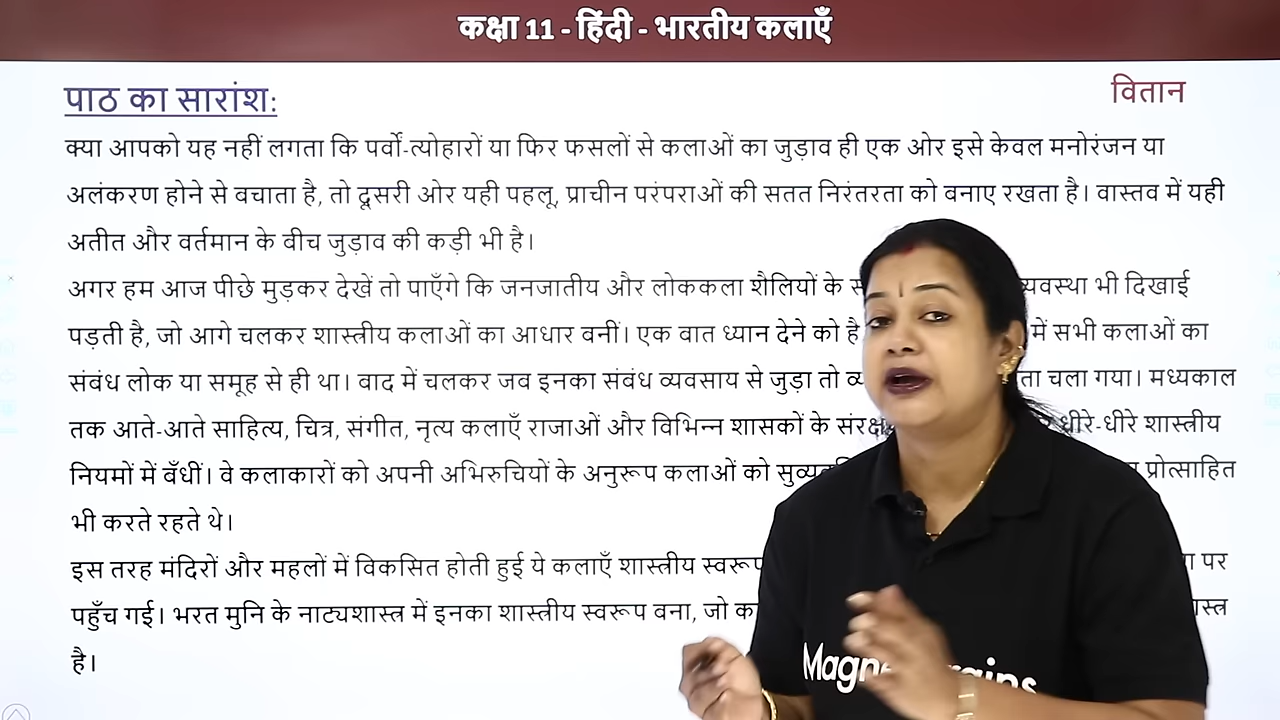 कक्षा 11 - हिंदी - भारतीय कलाएँ
पाठ का सारांश:
वितान
क्या आपको यह नहीं लगता कि पर्वों-त्योहारों या फिर फसलों से कलाओं का जुड़ाव ही एक ओर इसे केवल मनोरंजन या
अलंकरण होने से बचाता है, तो दूसरी ओर यही पहलू, प्राचीन परंपराओं की सतत निरंतरता को बनाए रखता है। वास्तव में यही
अतीत और वर्तमान के बीच जुड़ाव की कड़ी भी है।
अगर हम आज पीछे मुड़कर देखें तो पाएँगे कि जनजातीय और लोककला शैलियों के भी दिखाई
पड़ती है, जो आगे चलकर शास्त्रीय कलाओं का आधार बनीं। एक बात ध्यान देने को है में सभी कलाओं का
संबंध लोक या समूह से ही था। वाद में चलकर जब इनका संबंध व्यवसाय से जुड़ा तो चला गया। मध्यकाल
तक आते-आते साहित्य, चित्र, संगीत, नृत्य कलाएँ राजाओं और विभिन्न शासकों के धीरे-धीरे शास्त्रीय
नियमों में बँधीं। वे कलाकारों को अपनी अभिरुचियों के अनुरूप कलाओं को प्रोत्साहित
भी करते रहते थे।
इस तरह मंदिरों और महलों में विकसित होती हुई ये कलाएँ शास्त्रीय पर
पहुँच गई। भरत मुनि के नाट्यशास्त्र में इनका शास्त्रीय स्वरूप वना, जो
है।